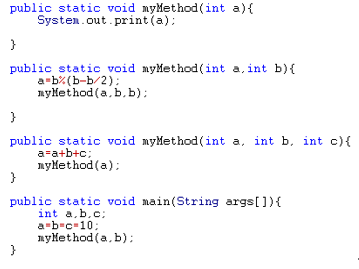 public static void myMethod(int a){
System.out.print(a);
}
public static void myMethod(int a,int b){
a=b%(b-b/2);
myMethod(a,b,b);
}
public static void myMethod(int a, int b, int c){
a=a+b+c;
myMethod(a);
}
public static void main(String args[]){
int a,b,c;
a=b=c=10;
myMethod(a,b);
}